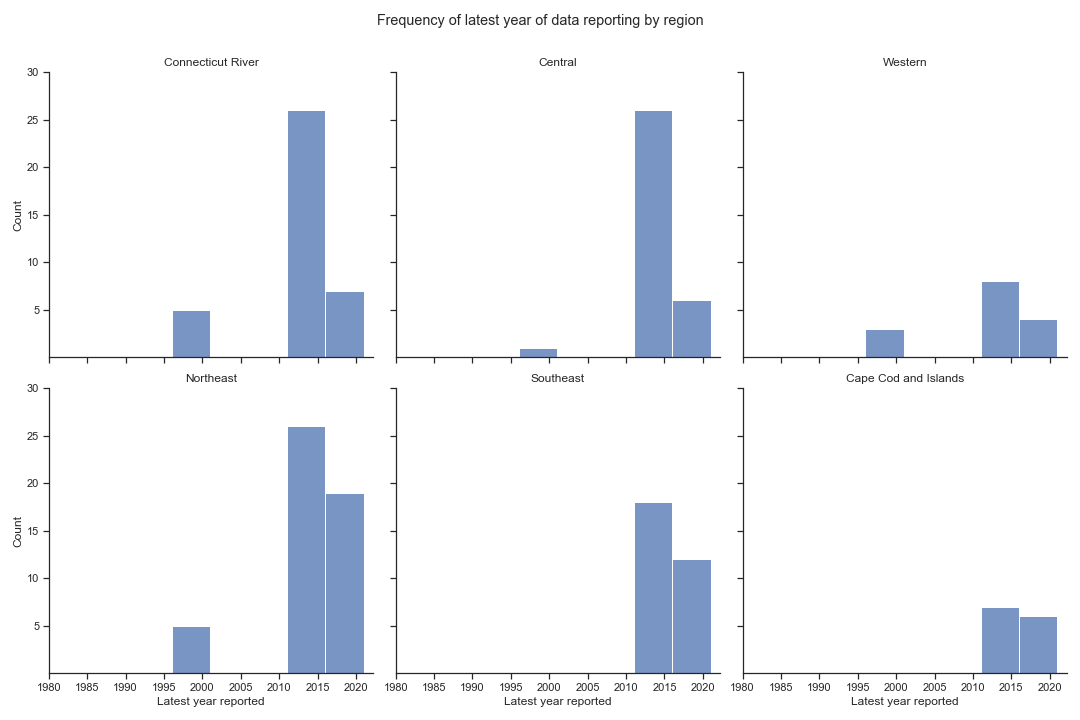 Frequency of latest year of data reporting by region
Connecticut River
Central
Western
30
25
20
15
10
5
Count
Northeast
Southeast
Cape Cod and Islands
30
25
20
15
10
5
Count
1980 1985 1990 1995 2000 2005 2010 2015 2020
1980 1985 1990 1995 2000 2005 2010 2015 2020
1980 1985 1990 1995 2000 2005 2010 2015 2020
Latest year reported
Latest year reported
Latest year reported